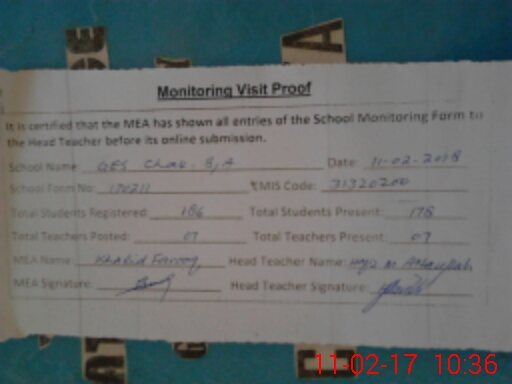 Monitoring Visit Proof
It is certified that the MEA has shown all entries of the School Monitoring Form to
the Head Teacher before its online submission.
School Name: GES Chak. Date: 11-02-2018
School Form No: 170211 EMIS Code: 31320200
Total Students Registered: 186 Total Students Present: 178
Total Teachers Posted: 07 Total Teachers Present: 07
MEA Name: Khalid Farooq Head Teacher Name:
MEA Signature: Head Teacher Signature:
11-02-17 10:36